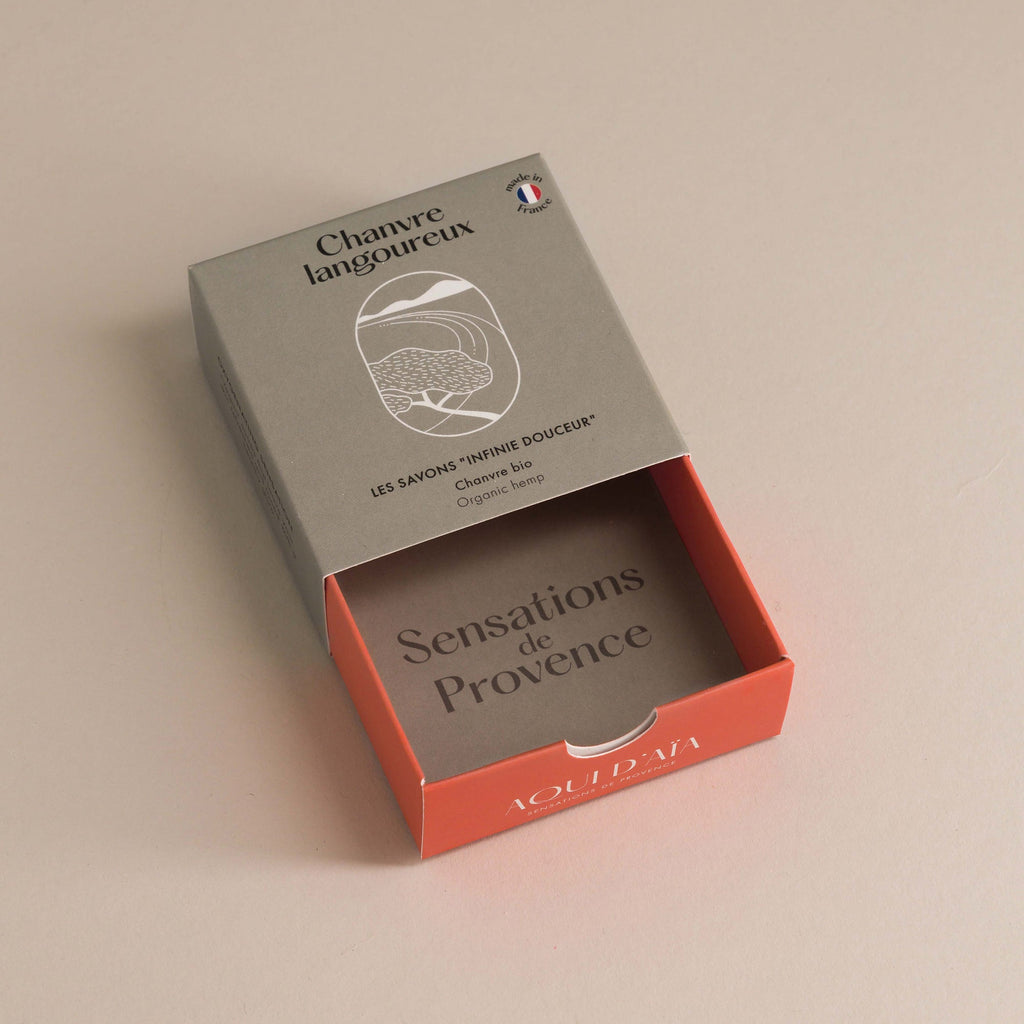 made in
France
Chanvre
langoureux
LES SAVONS "INFINIE DOUCEUR"
Chanvre bio
Organic hemp
Sensations
de
Provence
AOUI D'AÏA
SENSATIONS DE PROVENCE